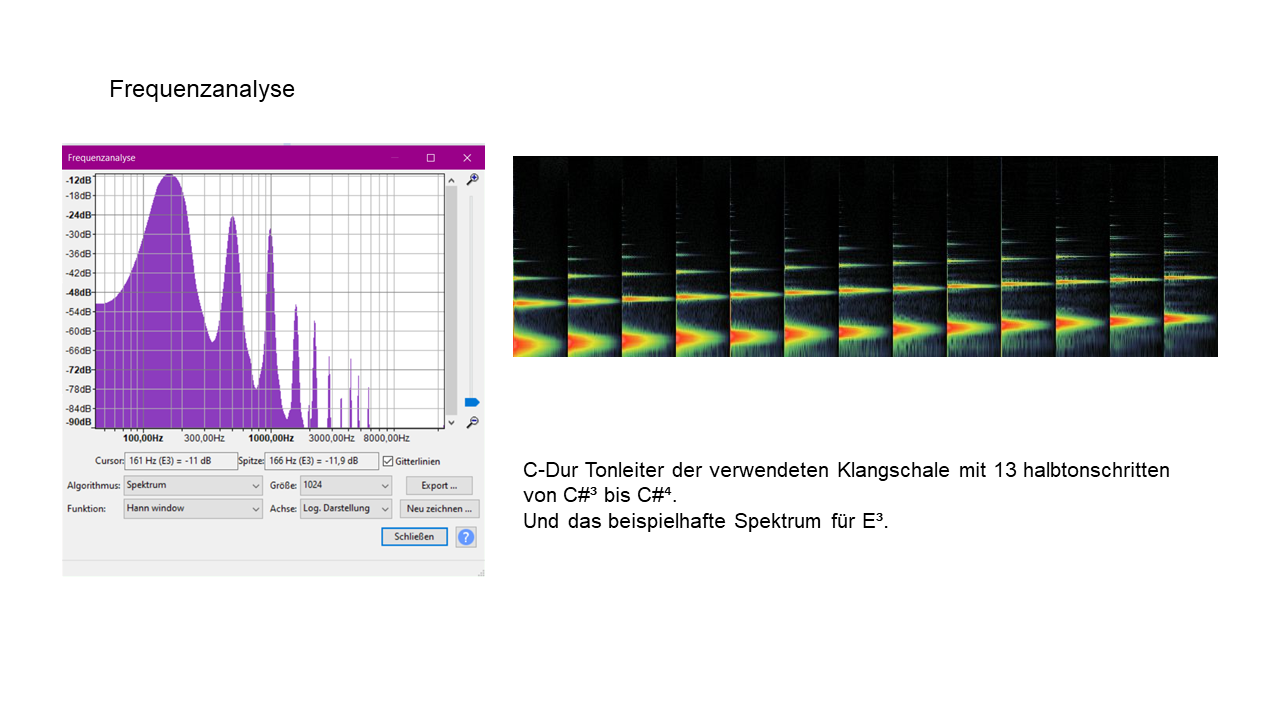 Frequenzanalyse
Frequenzanalyse
-12dB
-18dB
-24dB
-30dB
-36dB
-42dB
-48dB
-54dB
-60dB
-66dB
-72dB
-78dB
-84dB
-90dB
100,00Hz 300,00Hz 1000,00Hz 3000,00Hz 8000,00Hz
Cursor: 161 Hz (E3) = -11 dB Spitze: 166 Hz (E3) = -11,9 dB Gitterlinien
Algorithmus: Spektrum Größe: 1024 Export ...
Funktion: Hann window Achse: Log. Darstellung Neu zeichnen ...
Schließen ?
C-Dur Tonleiter der verwendeten Klangschale mit 13 halbtonschritten
von C#³ bis C#⁴.
Und das beispielhafte Spektrum für E³.